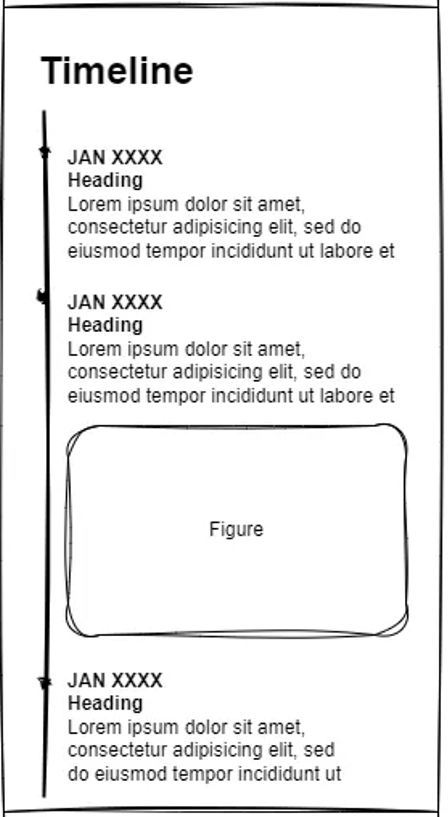 Timeline
JAN XXXX
Heading
Lorem ipsum dolor sit amet,
consectetur adipisicing elit, sed do
eiusmod tempor incididunt ut labore et
JAN XXXX
Heading
Lorem ipsum dolor sit amet,
consectetur adipisicing elit, sed do
eiusmod tempor incididunt ut labore et
Figure
JAN XXXX
Heading
Lorem ipsum dolor sit amet,
consectetur adipisicing elit, sed
do eiusmod tempor incididunt ut